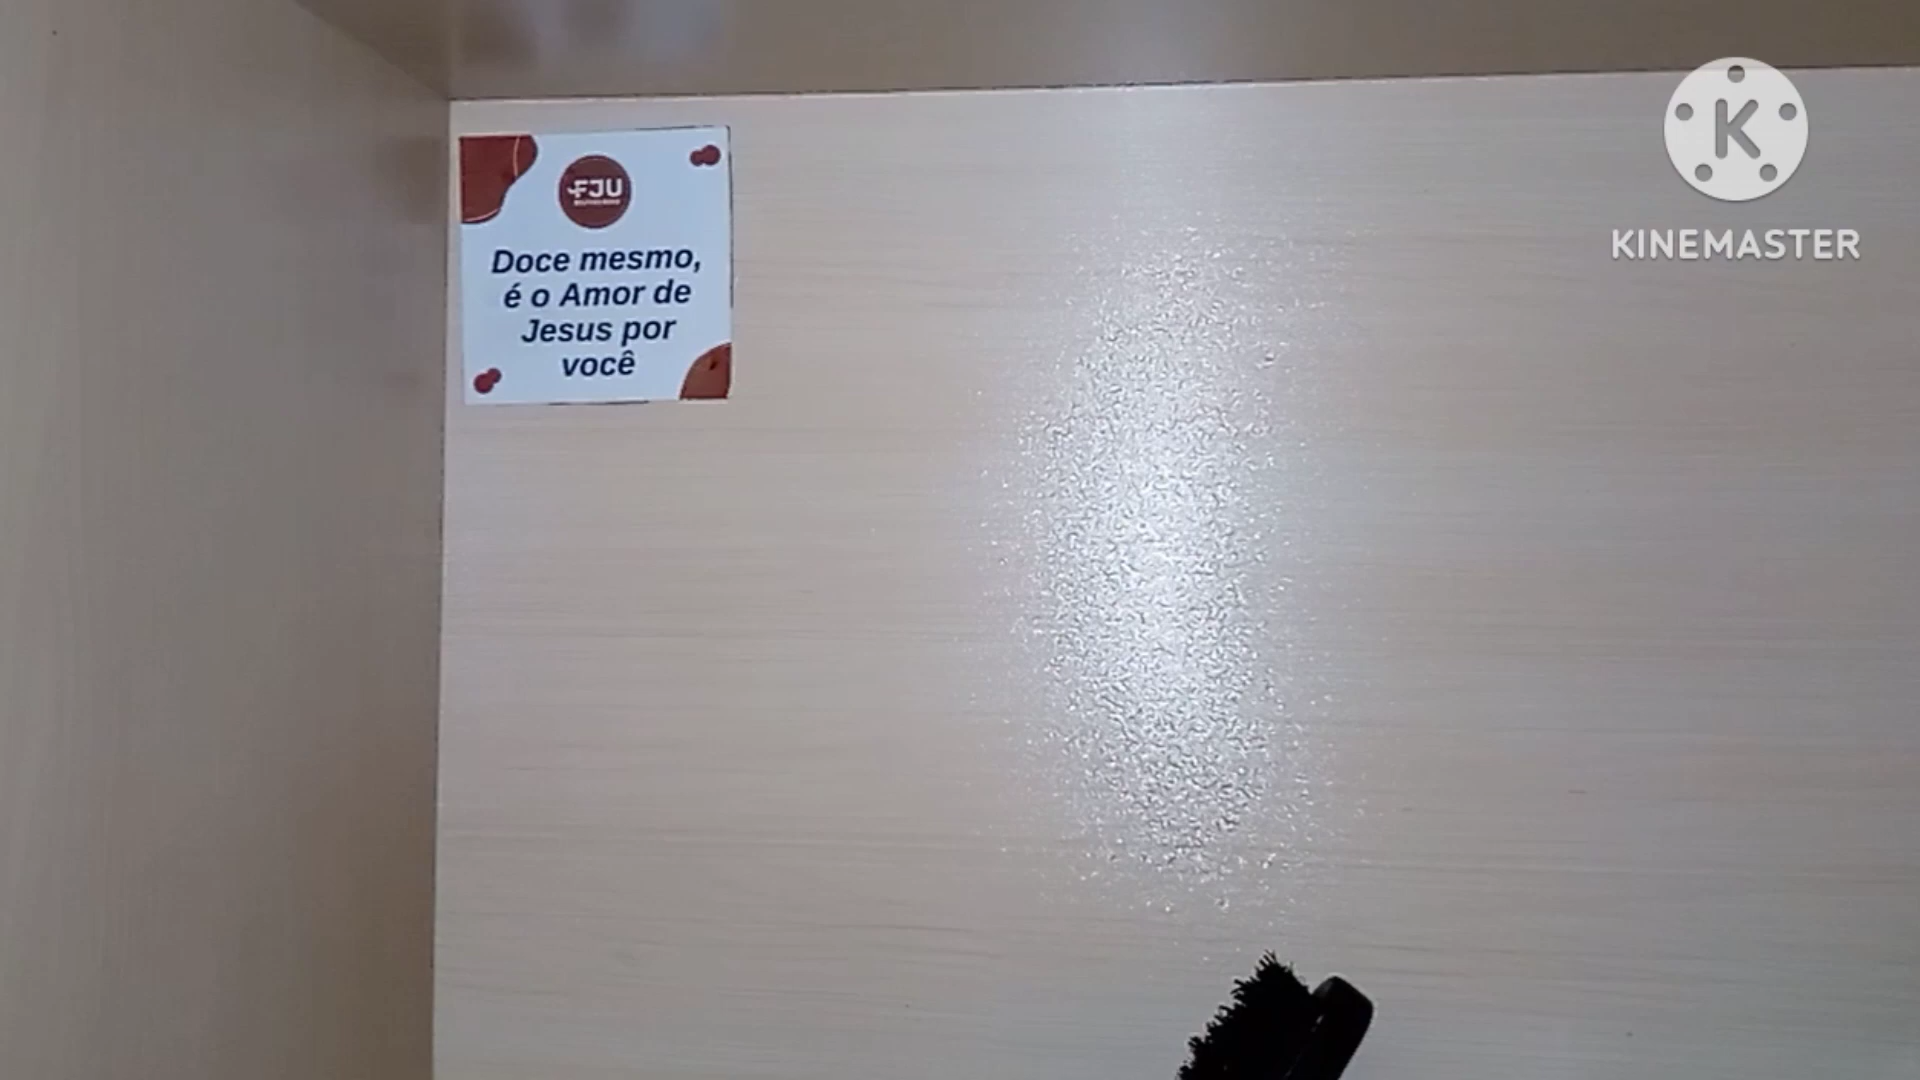 FJU
Doce mesmo,
é o Amor de
Jesus por
você
K
KINEMASTER